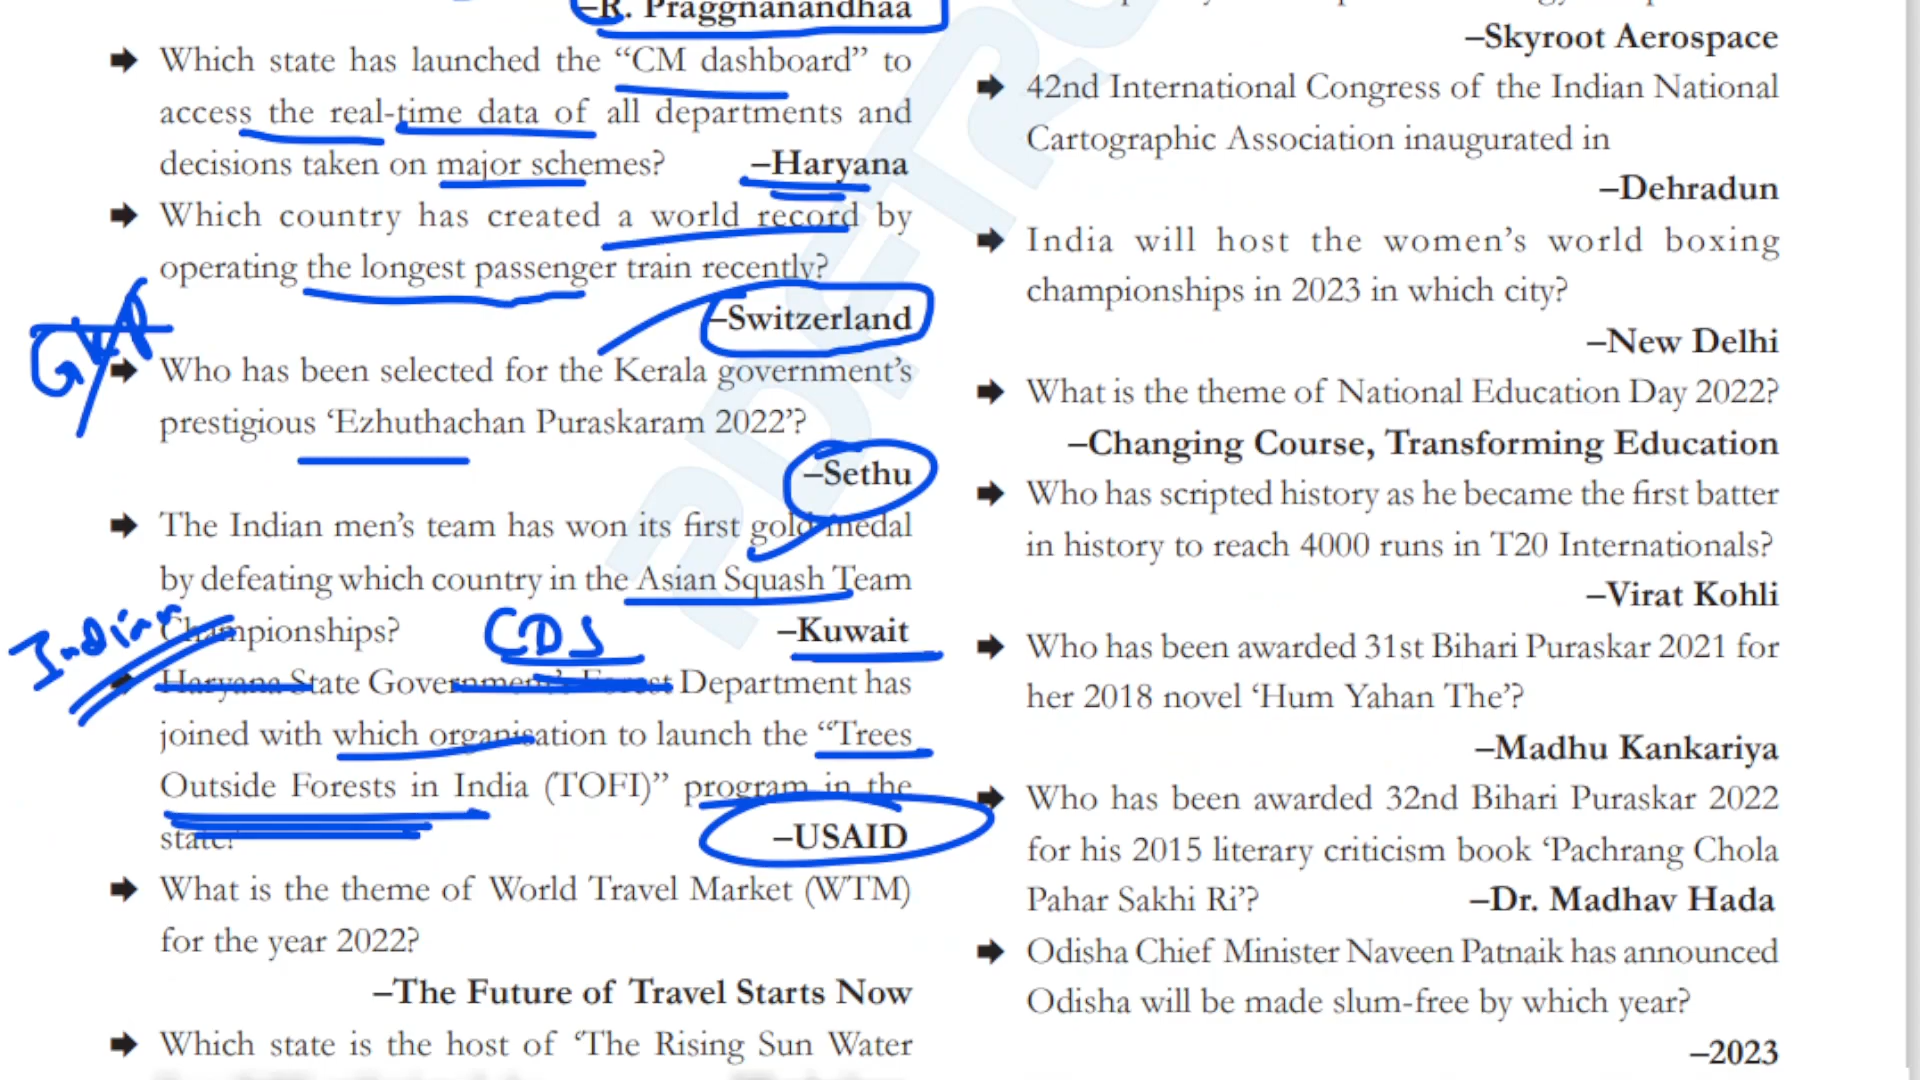 –R. Praggnanandhaa
Which state has launched the “CM dashboard” to
access the real-time data of all departments and
decisions taken on major schemes? –Haryana
Which country has created a world record by
operating the longest passenger train recently?
–Switzerland
Who has been selected for the Kerala government’s
prestigious ‘Ezhuthachan Puraskaram 2022’?
–Sethu
The Indian men’s team has won its first gold medal
by defeating which country in the Asian Squash Team
Championships? –Kuwait
CDS
Haryana State Government’s Forest Department has
joined with which organisation to launch the “Trees
Outside Forests in India (TOFI)” program in the
state? –USAID
What is the theme of World Travel Market (WTM)
for the year 2022?
–The Future of Travel Starts Now
Which state is the host of ‘The Rising Sun Water
–Skyroot Aerospace
42nd International Congress of the Indian National
Cartographic Association inaugurated in
–Dehradun
India will host the women’s world boxing
championships in 2023 in which city?
–New Delhi
What is the theme of National Education Day 2022?
–Changing Course, Transforming Education
Who has scripted history as he became the first batter
in history to reach 4000 runs in T20 Internationals?
–Virat Kohli
Who has been awarded 31st Bihari Puraskar 2021 for
her 2018 novel ‘Hum Yahan The’?
–Madhu Kankariya
Who has been awarded 32nd Bihari Puraskar 2022
for his 2015 literary criticism book ‘Pachrang Chola
Pahar Sakhi Ri’? –Dr. Madhav Hada
Odisha Chief Minister Naveen Patnaik has announced
Odisha will be made slum-free by which year?
–2023